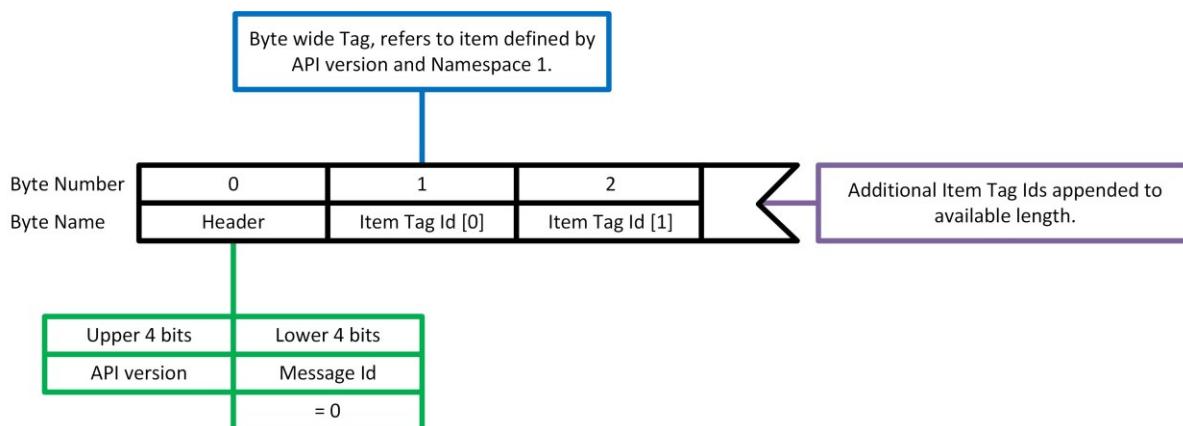 Byte wide Tag, refers to item defined by
API version and Namespace 1.
Byte Number 0 1 2
Byte Name Header Item Tag Id [0] Item Tag Id [1]
Additional Item Tag Ids appended to
available length.
Upper 4 bits Lower 4 bits
API version Message Id
= 0